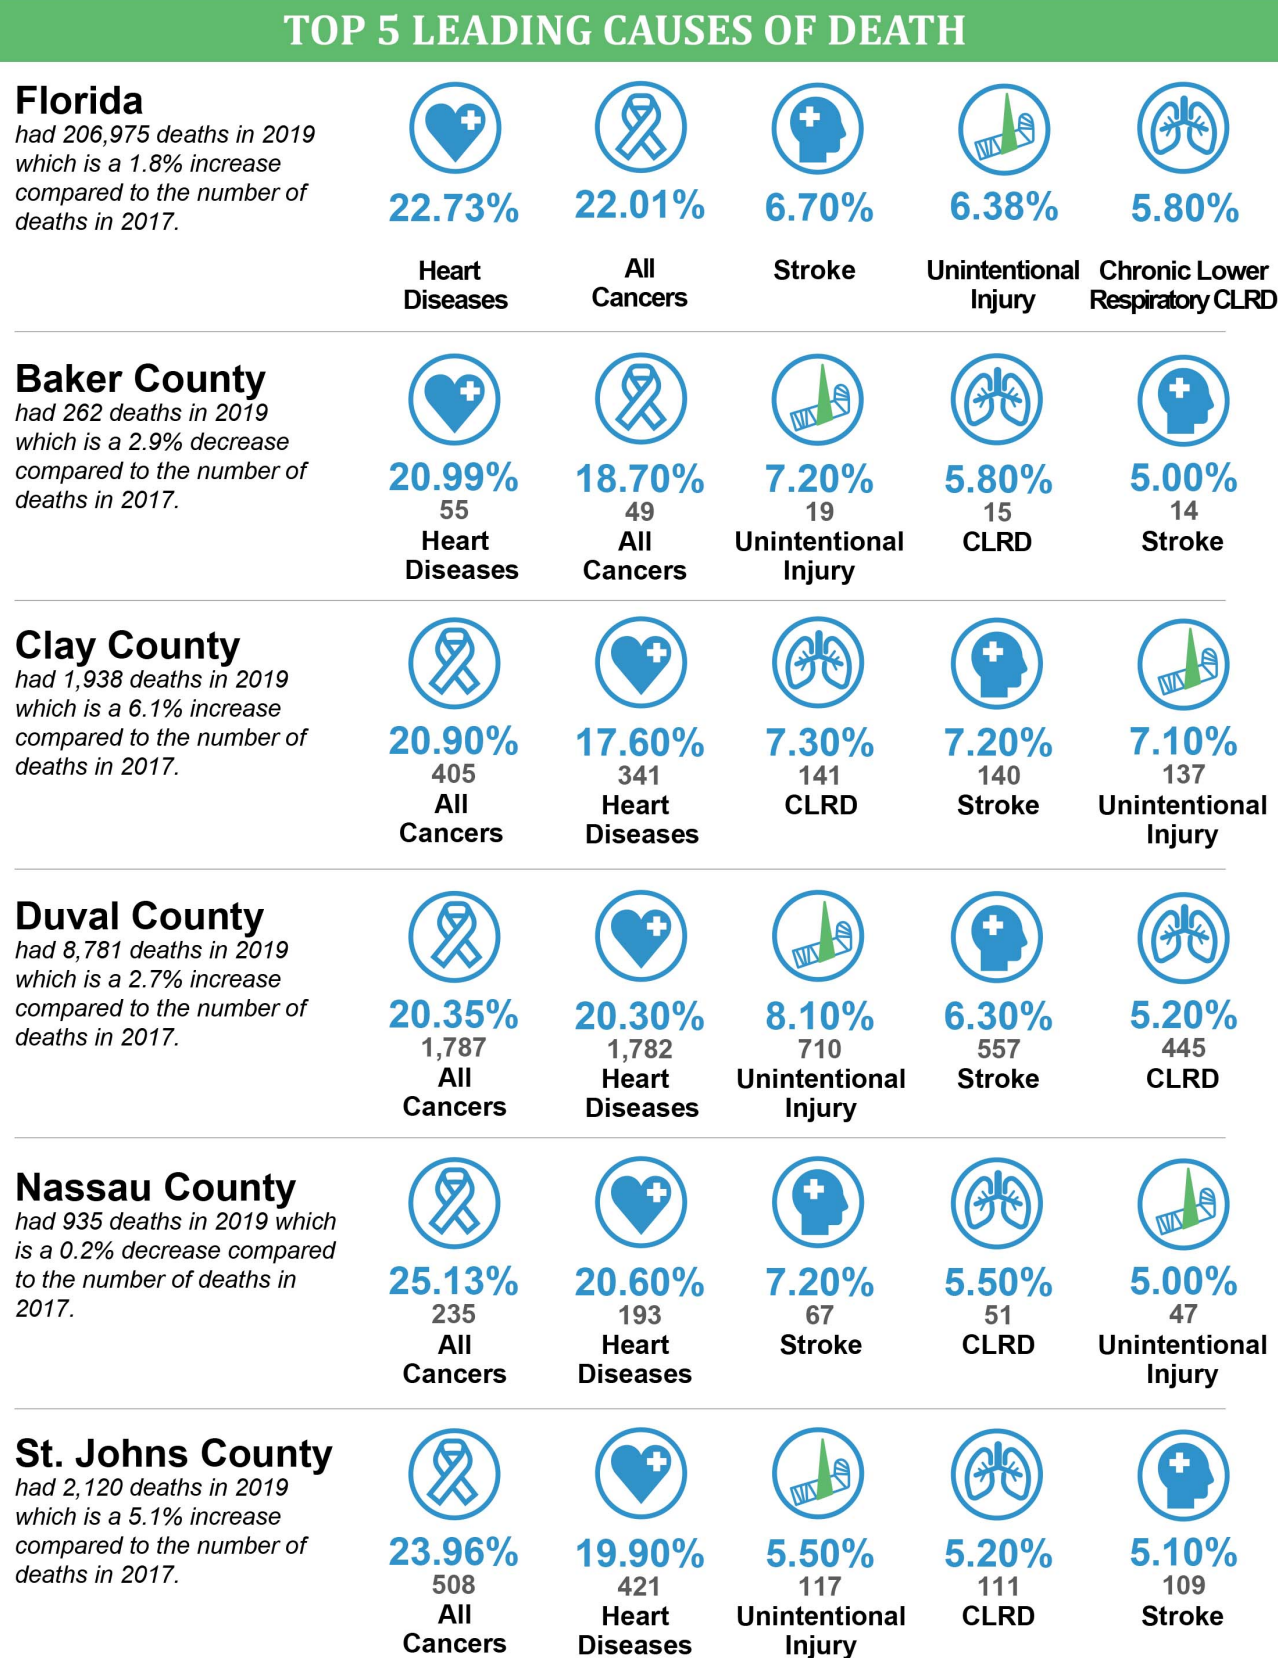 TOP 5 LEADING CAUSES OF DEATH
Florida
had 206,975 deaths in 2019
which is a 1.8% increase
compared to the number of
deaths in 2017.
22.73%
Heart
Diseases
22.01%
All
Cancers
6.70%
Stroke
6.38%
Unintentional
Injury
5.80%
Chronic Lower
Respiratory CLRD
Baker County
had 262 deaths in 2019
which is a 2.9% decrease
compared to the number of
deaths in 2017.
20.99%
55
Heart
Diseases
18.70%
49
All
Cancers
7.20%
19
Unintentional
Injury
5.80%
15
CLRD
5.00%
14
Stroke
Clay County
had 1,938 deaths in 2019
which is a 6.1% increase
compared to the number of
deaths in 2017.
20.90%
405
All
Cancers
17.60%
341
Heart
Diseases
7.30%
141
CLRD
7.20%
140
Stroke
7.10%
137
Unintentional
Injury
Duval County
had 8,781 deaths in 2019
which is a 2.7% increase
compared to the number of
deaths in 2017.
20.35%
1,787
All
Cancers
20.30%
1,782
Heart
Diseases
8.10%
710
Unintentional
Injury
6.30%
557
Stroke
5.20%
445
CLRD
Nassau County
had 935 deaths in 2019 which
is a 0.2% decrease compared
to the number of deaths in
2017.
25.13%
235
All
Cancers
20.60%
193
Heart
Diseases
7.20%
67
Stroke
5.50%
51
CLRD
5.00%
47
Unintentional
Injury
St. Johns County
had 2,120 deaths in 2019
which is a 5.1% increase
compared to the number of
deaths in 2017.
23.96%
508
All
Cancers
19.90%
421
Heart
Diseases
5.50%
117
Unintentional
Injury
5.20%
111
CLRD
5.10%
109
Stroke